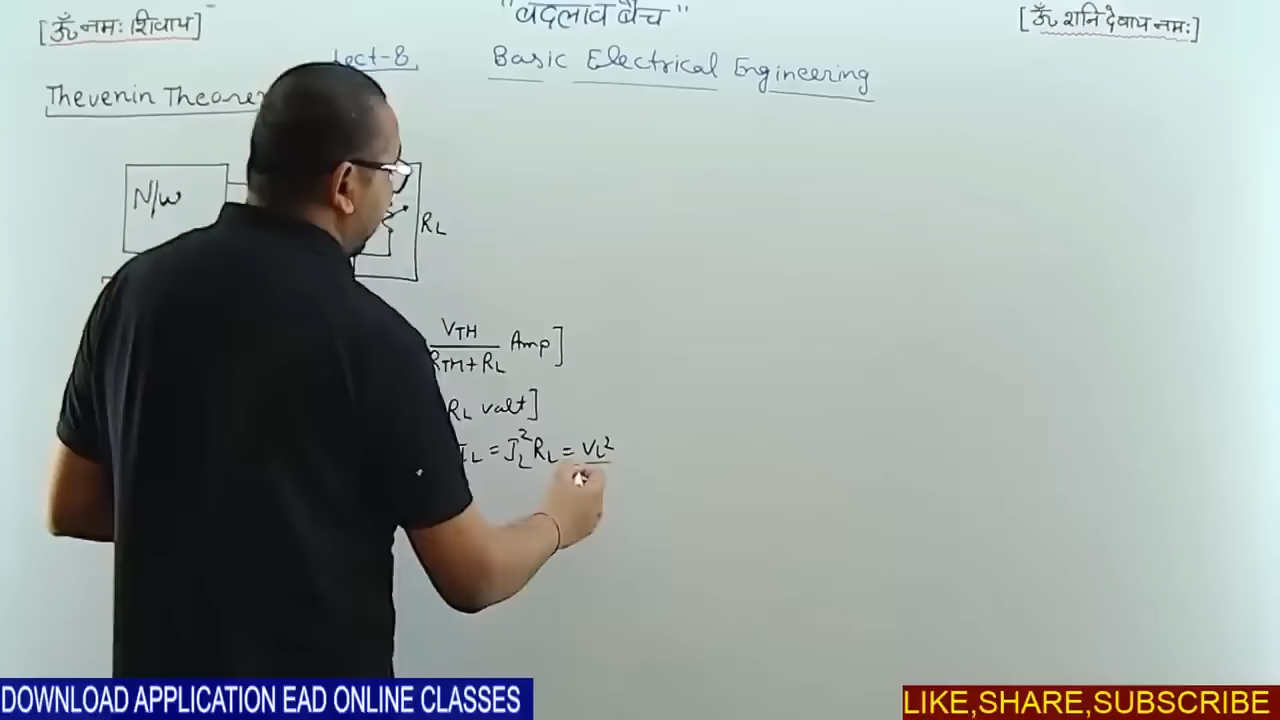 [ॐ नमः शिवाय]
"बदलाव बैच"
[ॐ शनि देवाय नमः]
Lect-8
Basic Electrical Engineering
Thevenin
N/w
RL
VTH
RTH+RL
Amp]
RL valt]
IL = IL² RL = VL²
DOWNLOAD APPLICATION EAD ONLINE CLASSES
LIKE,SHARE,SUBSCRIBE